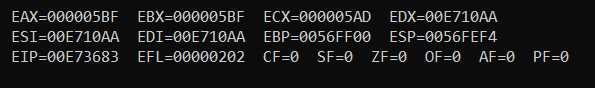 EAX=000005BF  EBX=000005BF  ECX=000005AD  EDX=00E710AA
ESI=00E710AA  EDI=00E710AA  EBP=0056FF00  ESP=0056FEF4
EIP=00E73683  EFL=00000202  CF=0  SF=0  ZF=0  OF=0  AF=0  PF=0